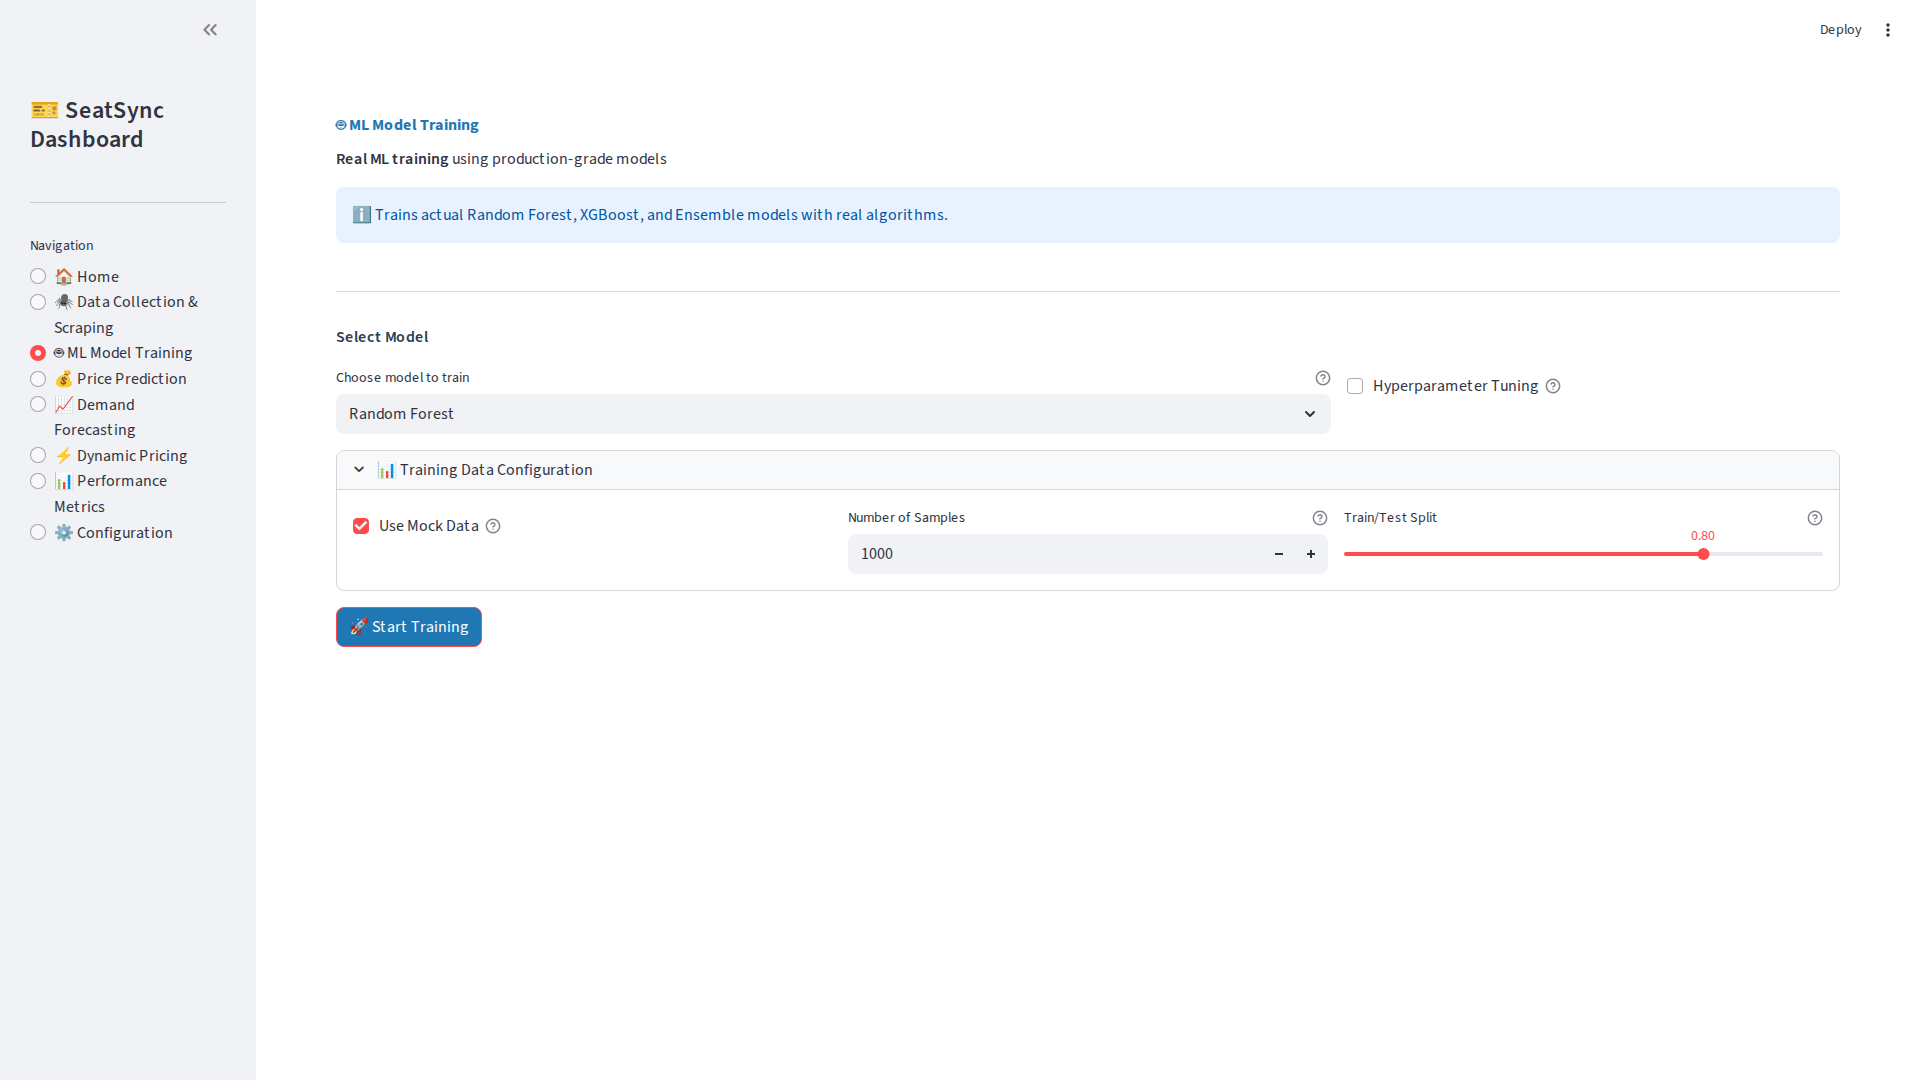 Deploy
🎫 SeatSync
Dashboard
Navigation
🏠 Home
🕷️ Data Collection &
Scraping
🤖 ML Model Training
💰 Price Prediction
📈 Demand
Forecasting
⚡ Dynamic Pricing
📊 Performance
Metrics
⚙️ Configuration
🤖 ML Model Training
Real ML training using production-grade models
ℹ️ Trains actual Random Forest, XGBoost, and Ensemble models with real algorithms.
Select Model
Choose model to train
Hyperparameter Tuning
Random Forest
📊 Training Data Configuration
Use Mock Data
Number of Samples
1000
Train/Test Split
0.80
🚀 Start Training